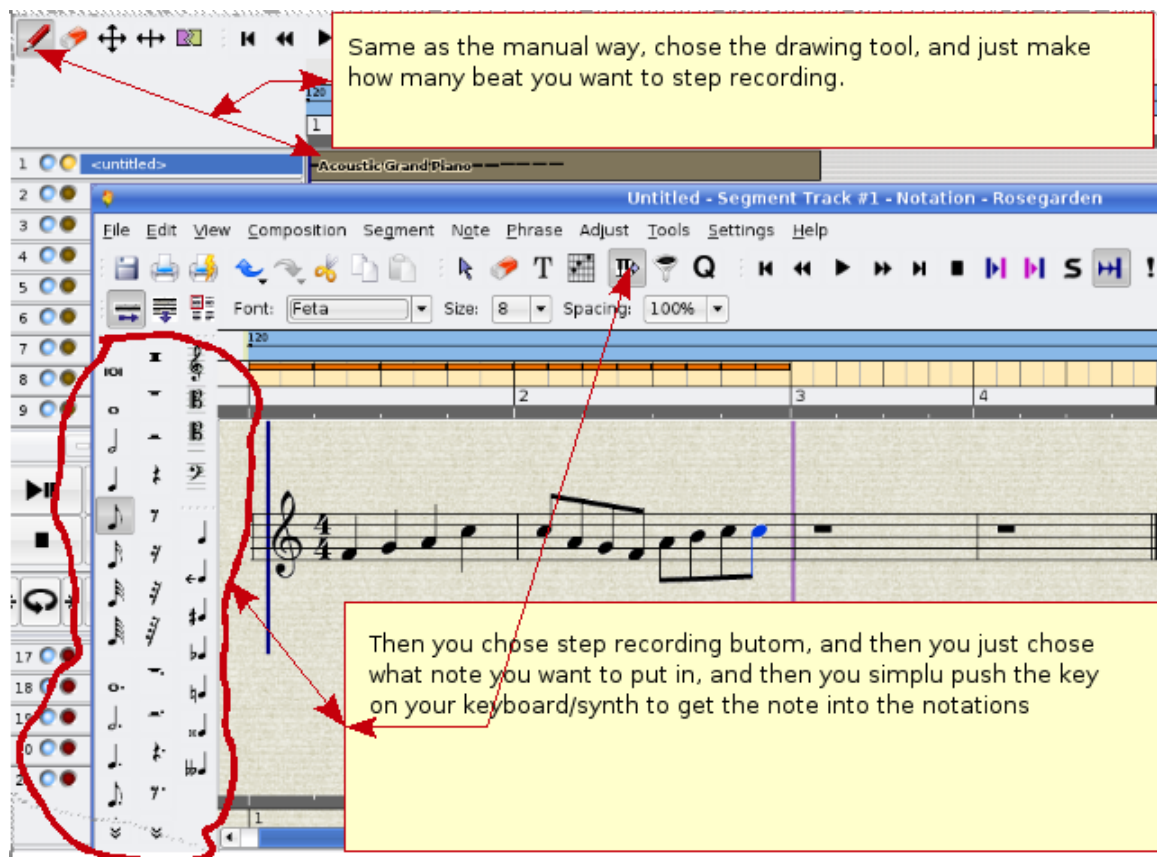 Same as the manual way, chose the drawing tool, and just make
how many beat you want to step recording.
120
1
1 <untitled>
Acoustic Grand Piano
2
Untitled - Segment Track #1 - Notation - Rosegarden
3
File Edit View Composition Segment Note Phrase Adjust Tools Settings Help
4
T Q S !
5
6
Font: Feta Size: 8 Spacing: 100%
7
120
8
9
2 3 4
4
4
Then you chose step recording butom, and then you just chose
what note you want to put in, and then you simplu push the key
on your keyboard/synth to get the note into the notations
17
18
1